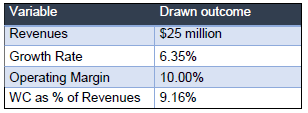 Variable Drawn outcome
Revenues $25 million
Growth Rate 6.35%
Operating Margin 10.00%
WC as % of Revenues 9.16%